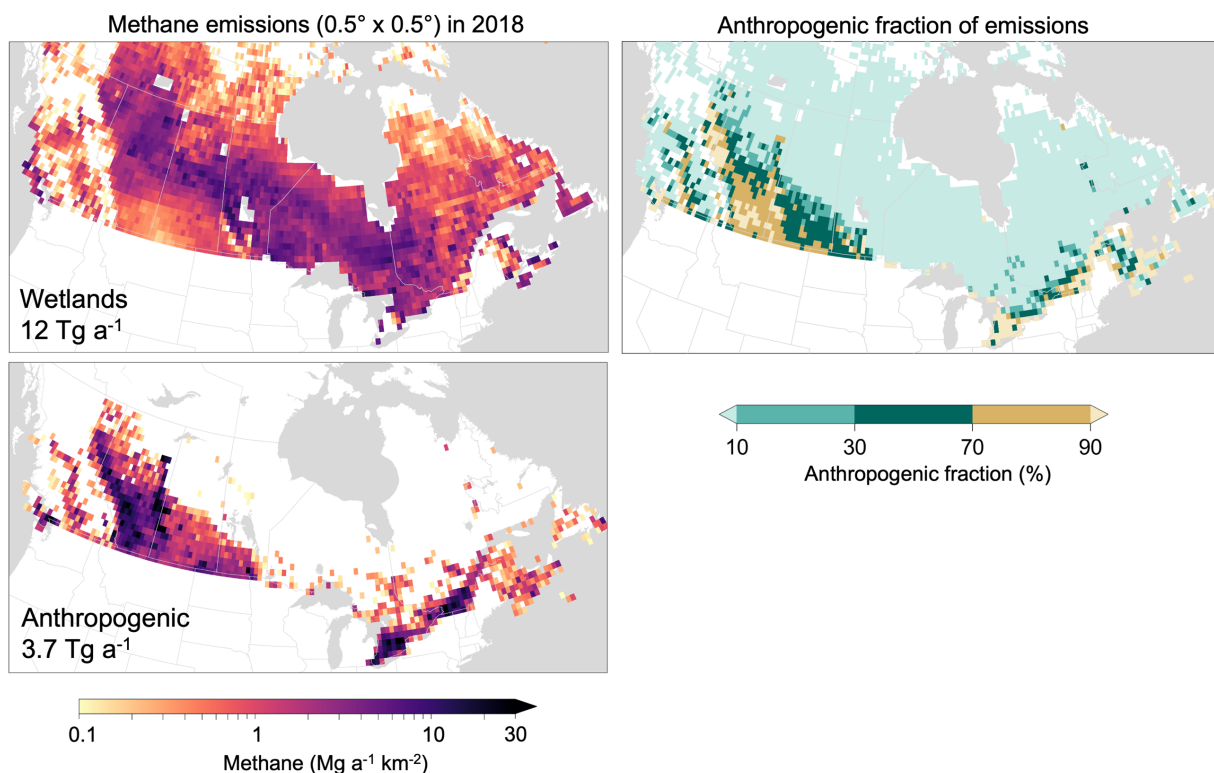 Methane emissions (0.5° x 0.5°) in 2018
Anthropogenic fraction of emissions
Wetlands
12 Tg a⁻¹
10 30 70 90
Anthropogenic fraction (%)
Anthropogenic
3.7 Tg a⁻¹
0.1 1 10 30
Methane (Mg a⁻¹ km⁻²)